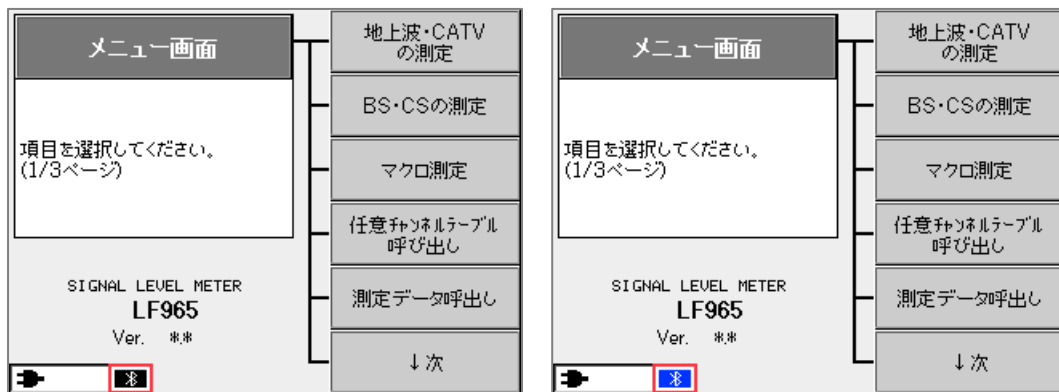 メニュー画面
項目を選択してください。
(1/3ページ)
SIGNAL LEVEL METER
LF965
Ver. **
地上波・CATV
の測定
BS・CSの測定
マクロ測定
任意チャンネルテーブル
呼び出し
測定データ呼出し
↓次
メニュー画面
項目を選択してください。
(1/3ページ)
SIGNAL LEVEL METER
LF965
Ver. **
地上波・CATV
の測定
BS・CSの測定
マクロ測定
任意チャンネルテーブル
呼び出し
測定データ呼出し
↓次